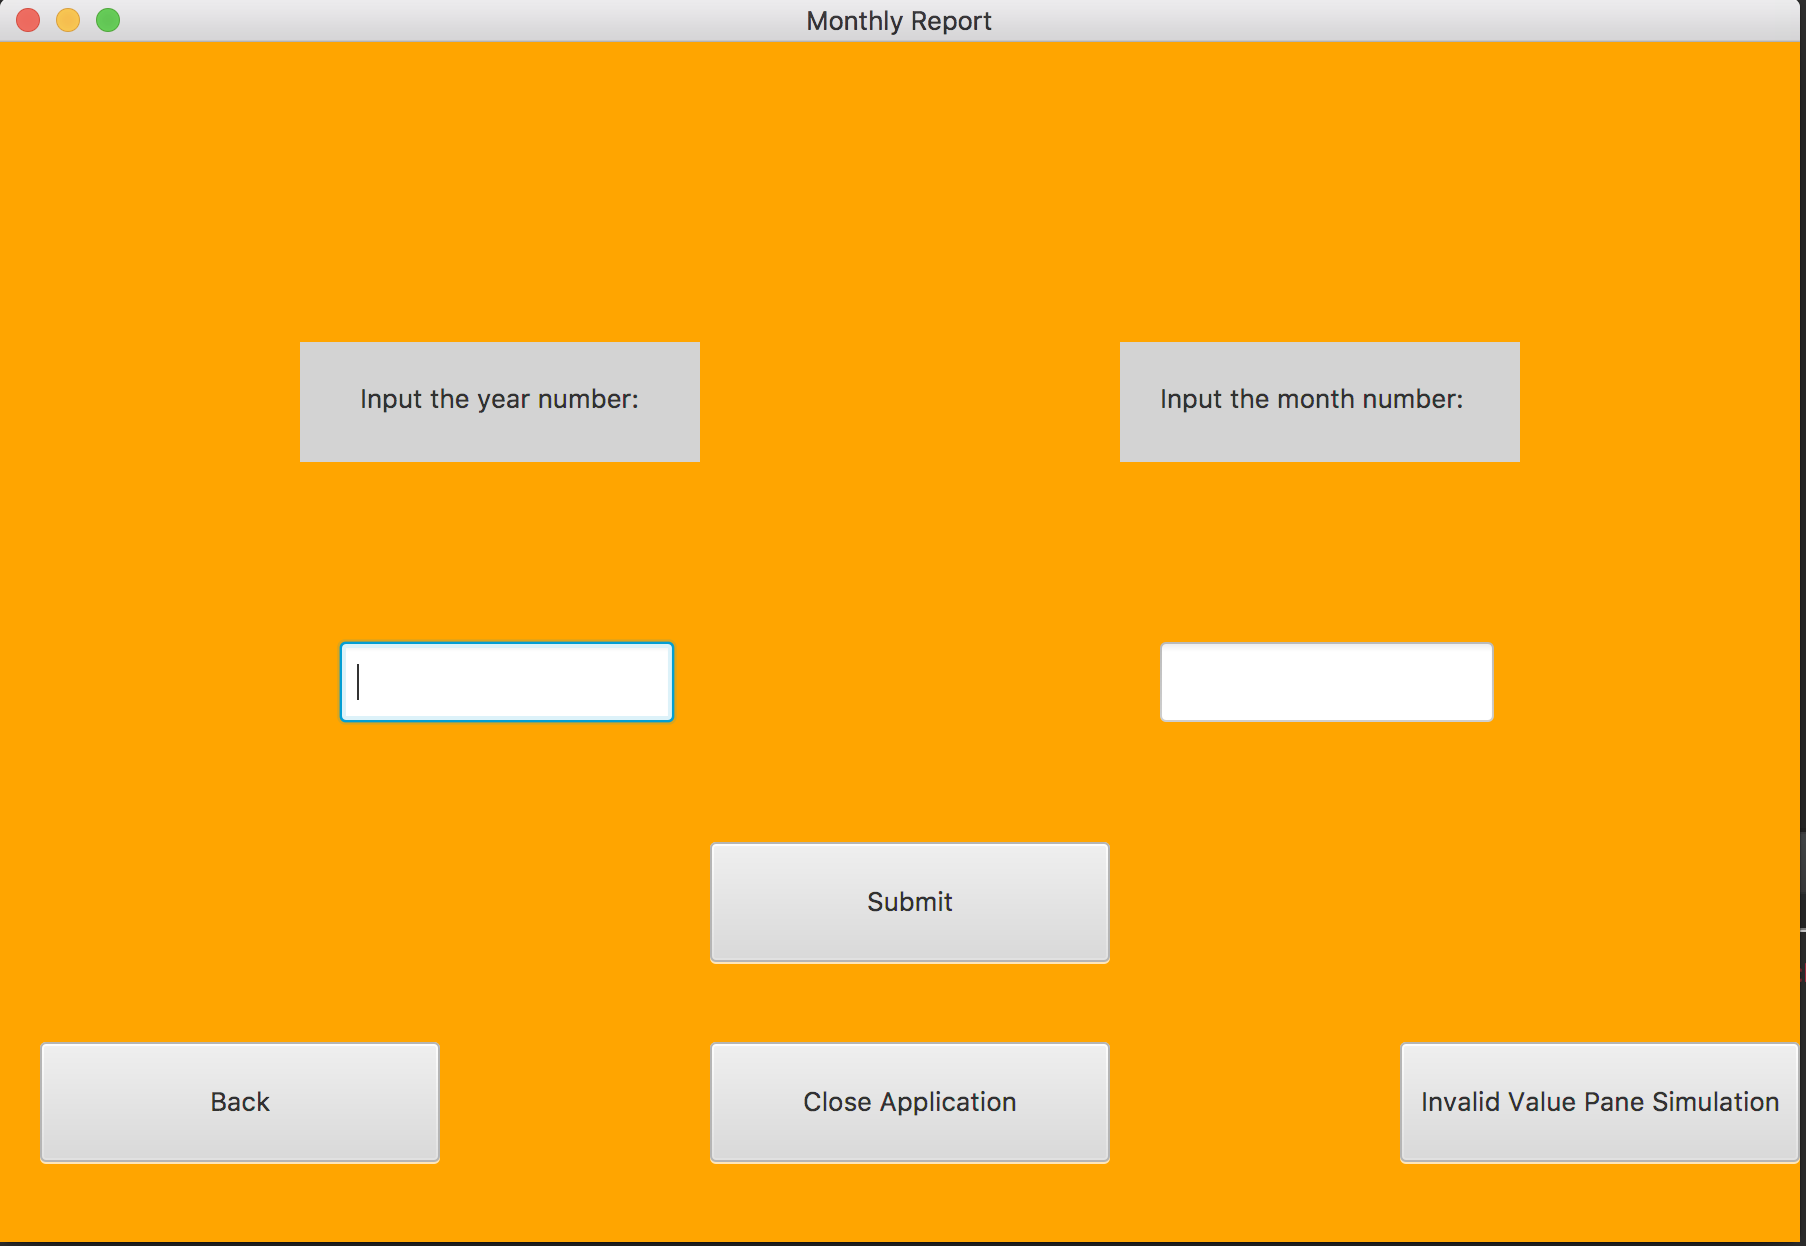 Monthly Report
Input the year number:
Input the month number:
Submit
Back
Close Application
Invalid Value Pane Simulation